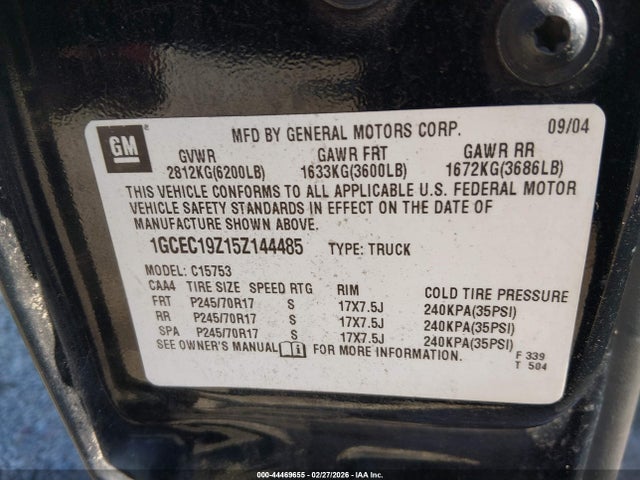 GM
MFD BY GENERAL MOTORS CORP. 09/04
GVWR GAWR FRT GAWR RR
2812KG(6200LB) 1633KG(3600LB) 1672KG(3686LB)
THIS VEHICLE CONFORMS TO ALL APPLICABLE U.S. FEDERAL MOTOR
VEHICLE SAFETY STANDARDS IN EFFECT ON THE DATE OF
MANUFACTURE SHOWN ABOVE.
1GCEC19Z15Z144485 TYPE: TRUCK
MODEL: C15753
CAA4 TIRE SIZE SPEED RTG RIM COLD TIRE PRESSURE
FRT P245/70R17 S 17X7.5J 240KPA(35PSI)
RR P245/70R17 S 17X7.5J 240KPA(35PSI)
SPA P245/70R17 S 17X7.5J 240KPA(35PSI)
SEE OWNER'S MANUAL FOR MORE INFORMATION.
F 339
T 504
000-44469655 - 02/27/2026 - IAA Inc.